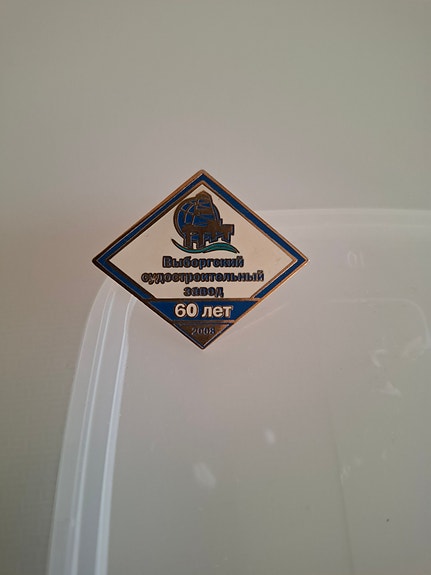 Выборгский
судостроительный
завод
60 лет
2008